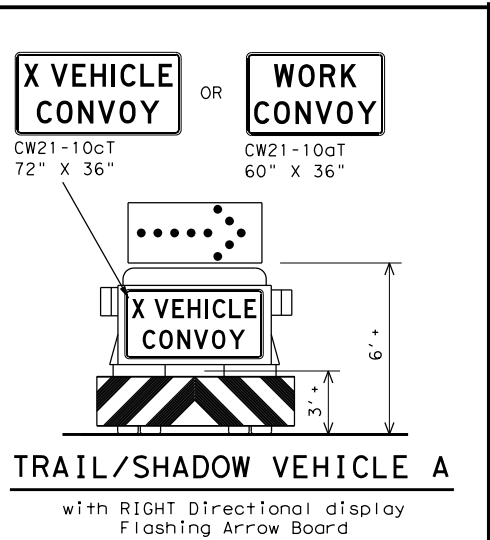 X VEHICLE
CONVOY
OR
WORK
CONVOY
CW21-10cT
72" X 36"
CW21-10aT
60" X 36"
X VEHICLE
CONVOY
6'+
3'+
TRAIL/SHADOW VEHICLE A
with RIGHT Directional display
Flashing Arrow Board